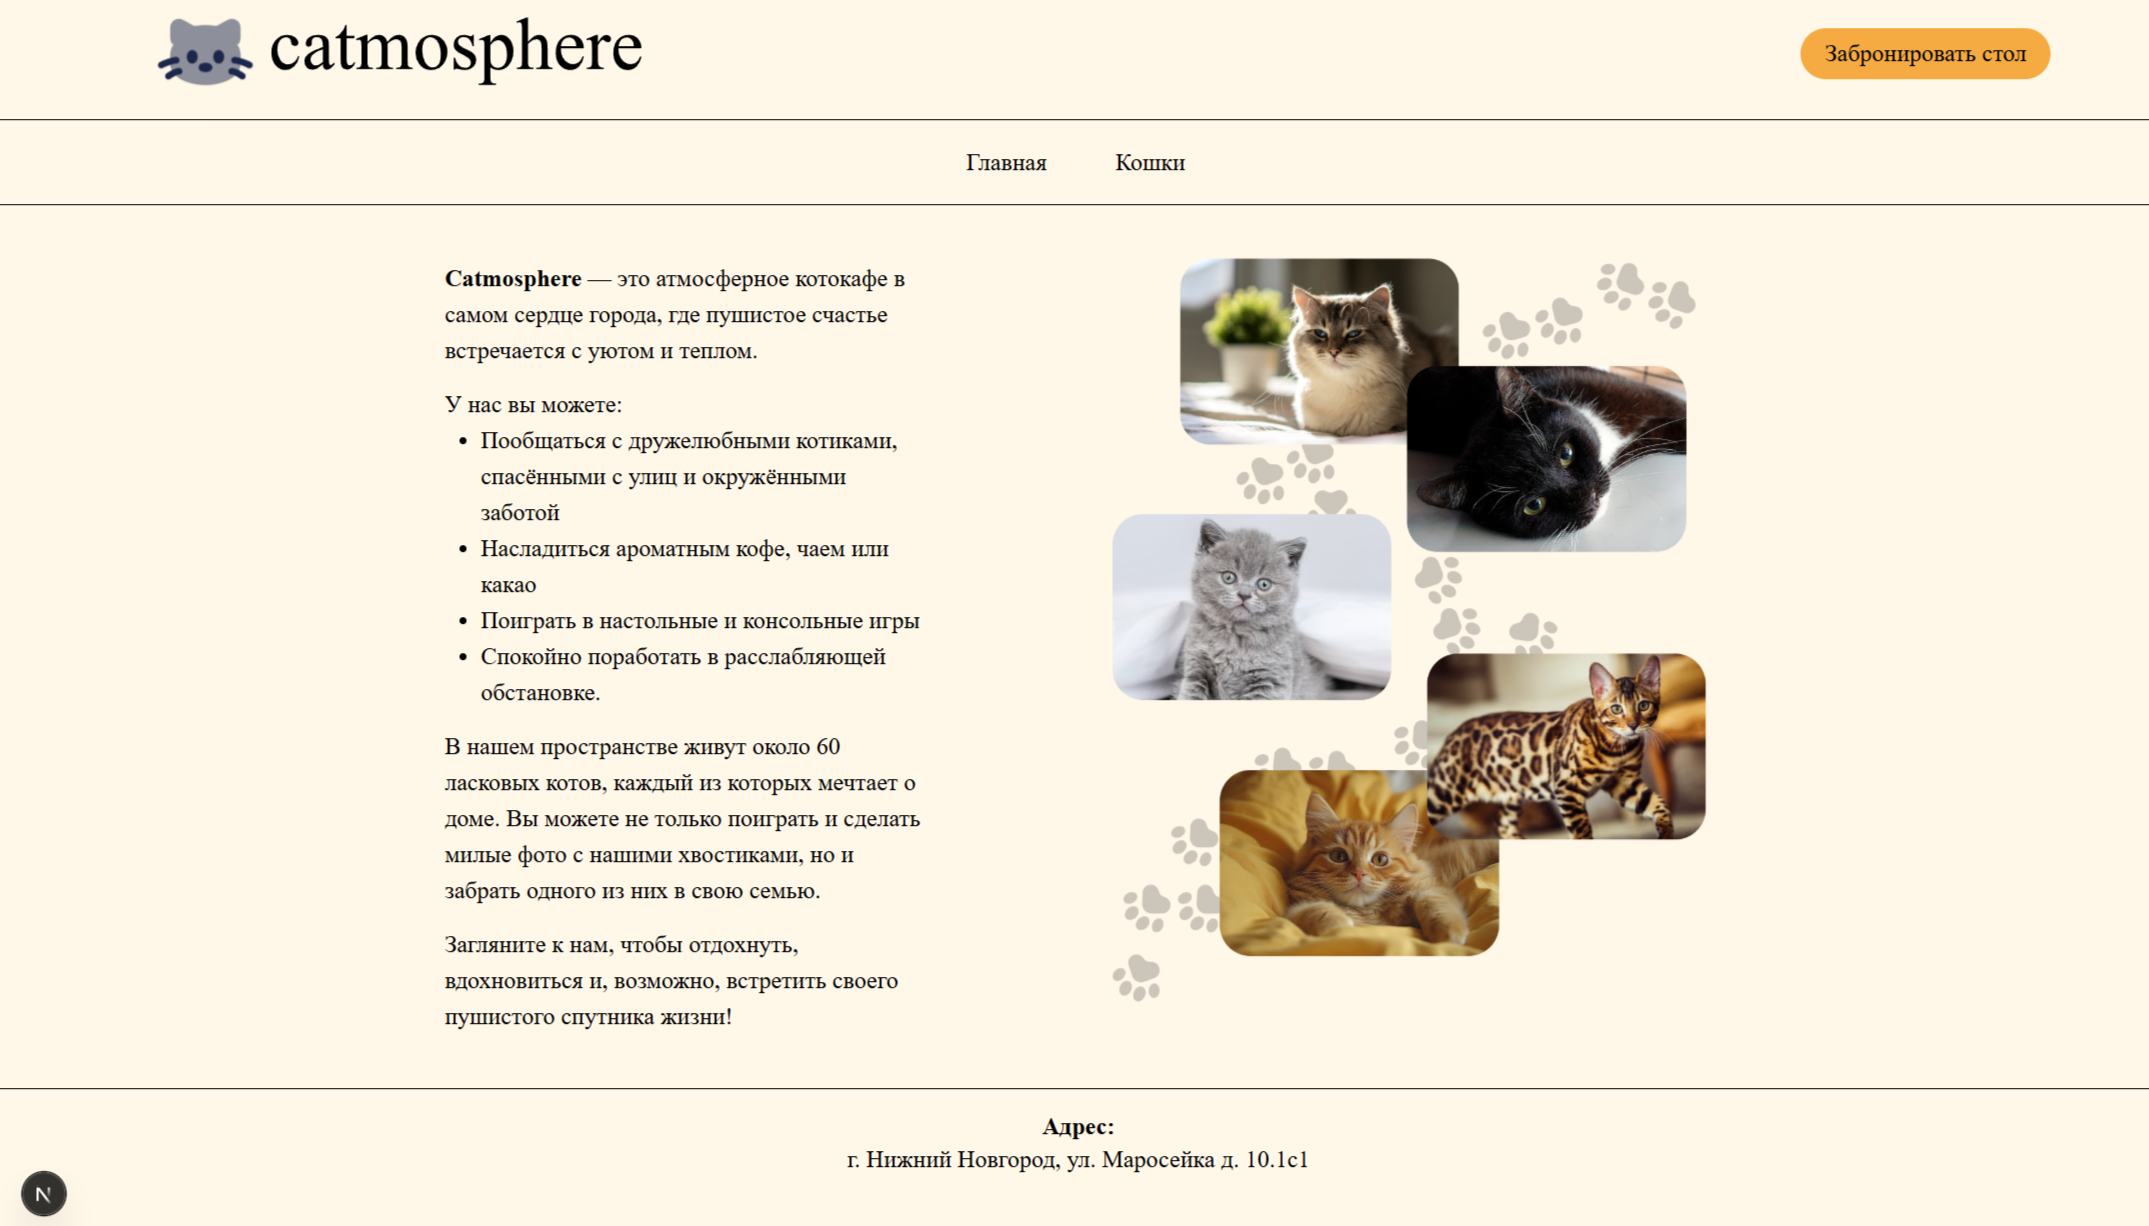 catmosphere
Забронировать стол
Главная
Кошки
Catmosphere — это атмосферное котокафе в
самом сердце города, где пушистое счастье
встречается с уютом и теплом.
У нас вы можете:
• Пообщаться с дружелюбными котиками,
спасёнными с улиц и окружёнными
заботой
• Насладиться ароматным кофе, чаем или
какао
• Поиграть в настольные и консольные игры
• Спокойно поработать в расслабляющей
обстановке.
В нашем пространстве живут около 60
ласковых котов, каждый из которых мечтает о
доме. Вы можете не только поиграть и сделать
милые фото с нашими хвостиками, но и
забрать одного из них в свою семью.
Загляните к нам, чтобы отдохнуть,
вдохновиться и, возможно, встретить своего
пушистого спутника жизни!
Адрес:
г. Нижний Новгород, ул. Маросейка д. 10.1с1
N